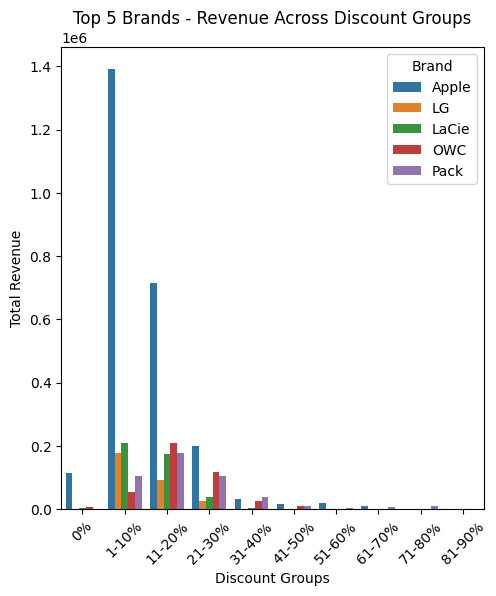 Top 5 Brands - Revenue Across Discount Groups
1e6
Brand
Apple
LG
LaCie
OWC
Pack
1.4
1.2
1.0
0.8
0.6
0.4
0.2
0.0
Total Revenue
0%
1-10%
11-20%
21-30%
31-40%
41-50%
51-60%
61-70%
71-80%
81-90%
Discount Groups